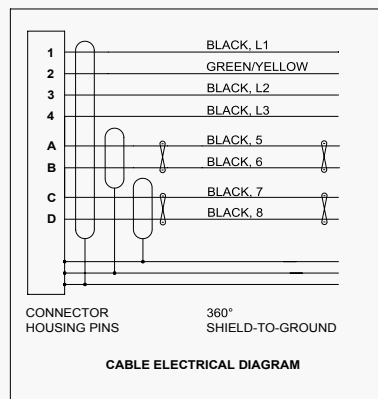 1 BLACK, L1
2 GREEN/YELLOW
3 BLACK, L2
4 BLACK, L3
A BLACK, 5
B BLACK, 6
C BLACK, 7
D BLACK, 8
CONNECTOR 360°
HOUSING PINS SHIELD-TO-GROUND
CABLE ELECTRICAL DIAGRAM